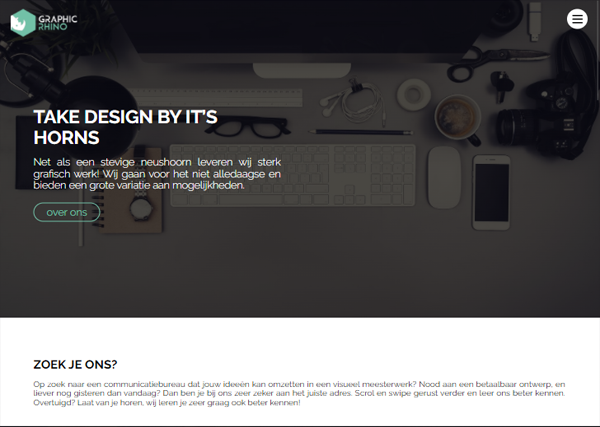 GRAPHIC
RHINO
TAKE DESIGN BY IT'S
HORNS
Net als een stevige neushoorn leveren wij sterk
grafisch werk! Wij gaan voor het niet alledaagse en
bieden een grote variatie aan mogelijkheden.
over ons
ZOEK JE ONS?
Op zoek naar een communicatiebureau dat jouw ideeën kan omzetten in een visueel meesterwerk? Nood aan een betaalbaar ontwerp, en
liever nog gisteren dan vandaag? Dan ben je bij ons zeer zeker aan het juiste adres. Scrol en swipe gerust verder en leer ons beter kennen.
Overtuigd? Laat van je horen, wij leren je zeer graag ook beter kennen!